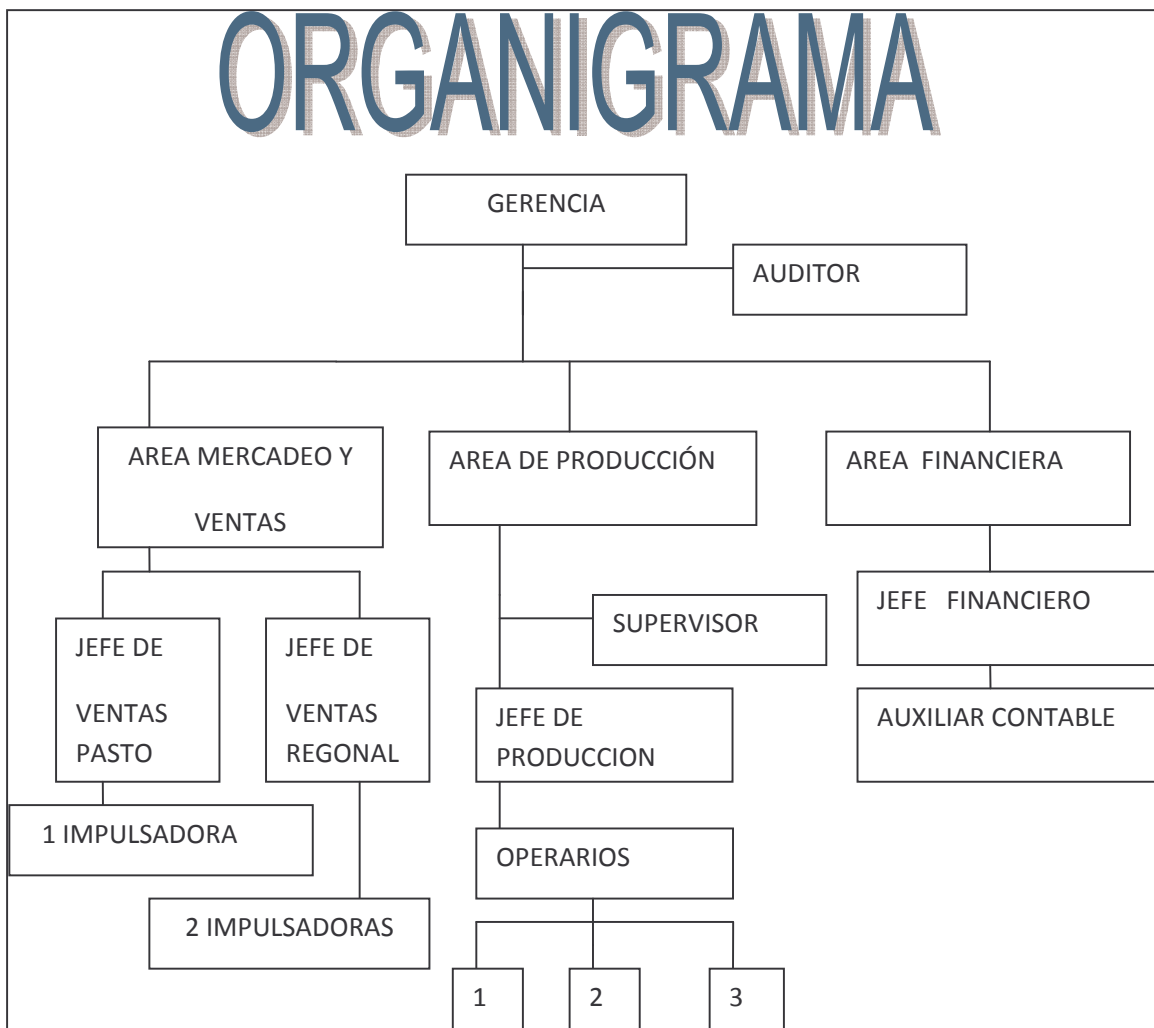 ORGANIGRAMA
GERENCIA
AUDITOR
AREA MERCADEO Y
VENTAS
AREA DE PRODUCCIÓN
AREA FINANCIERA
JEFE DE
VENTAS
PASTO
JEFE DE
VENTAS
REGONAL
SUPERVISOR
JEFE FINANCIERO
JEFE DE
PRODUCCION
AUXILIAR CONTABLE
1 IMPULSADORA
OPERARIOS
2 IMPULSADORAS
1
2
3